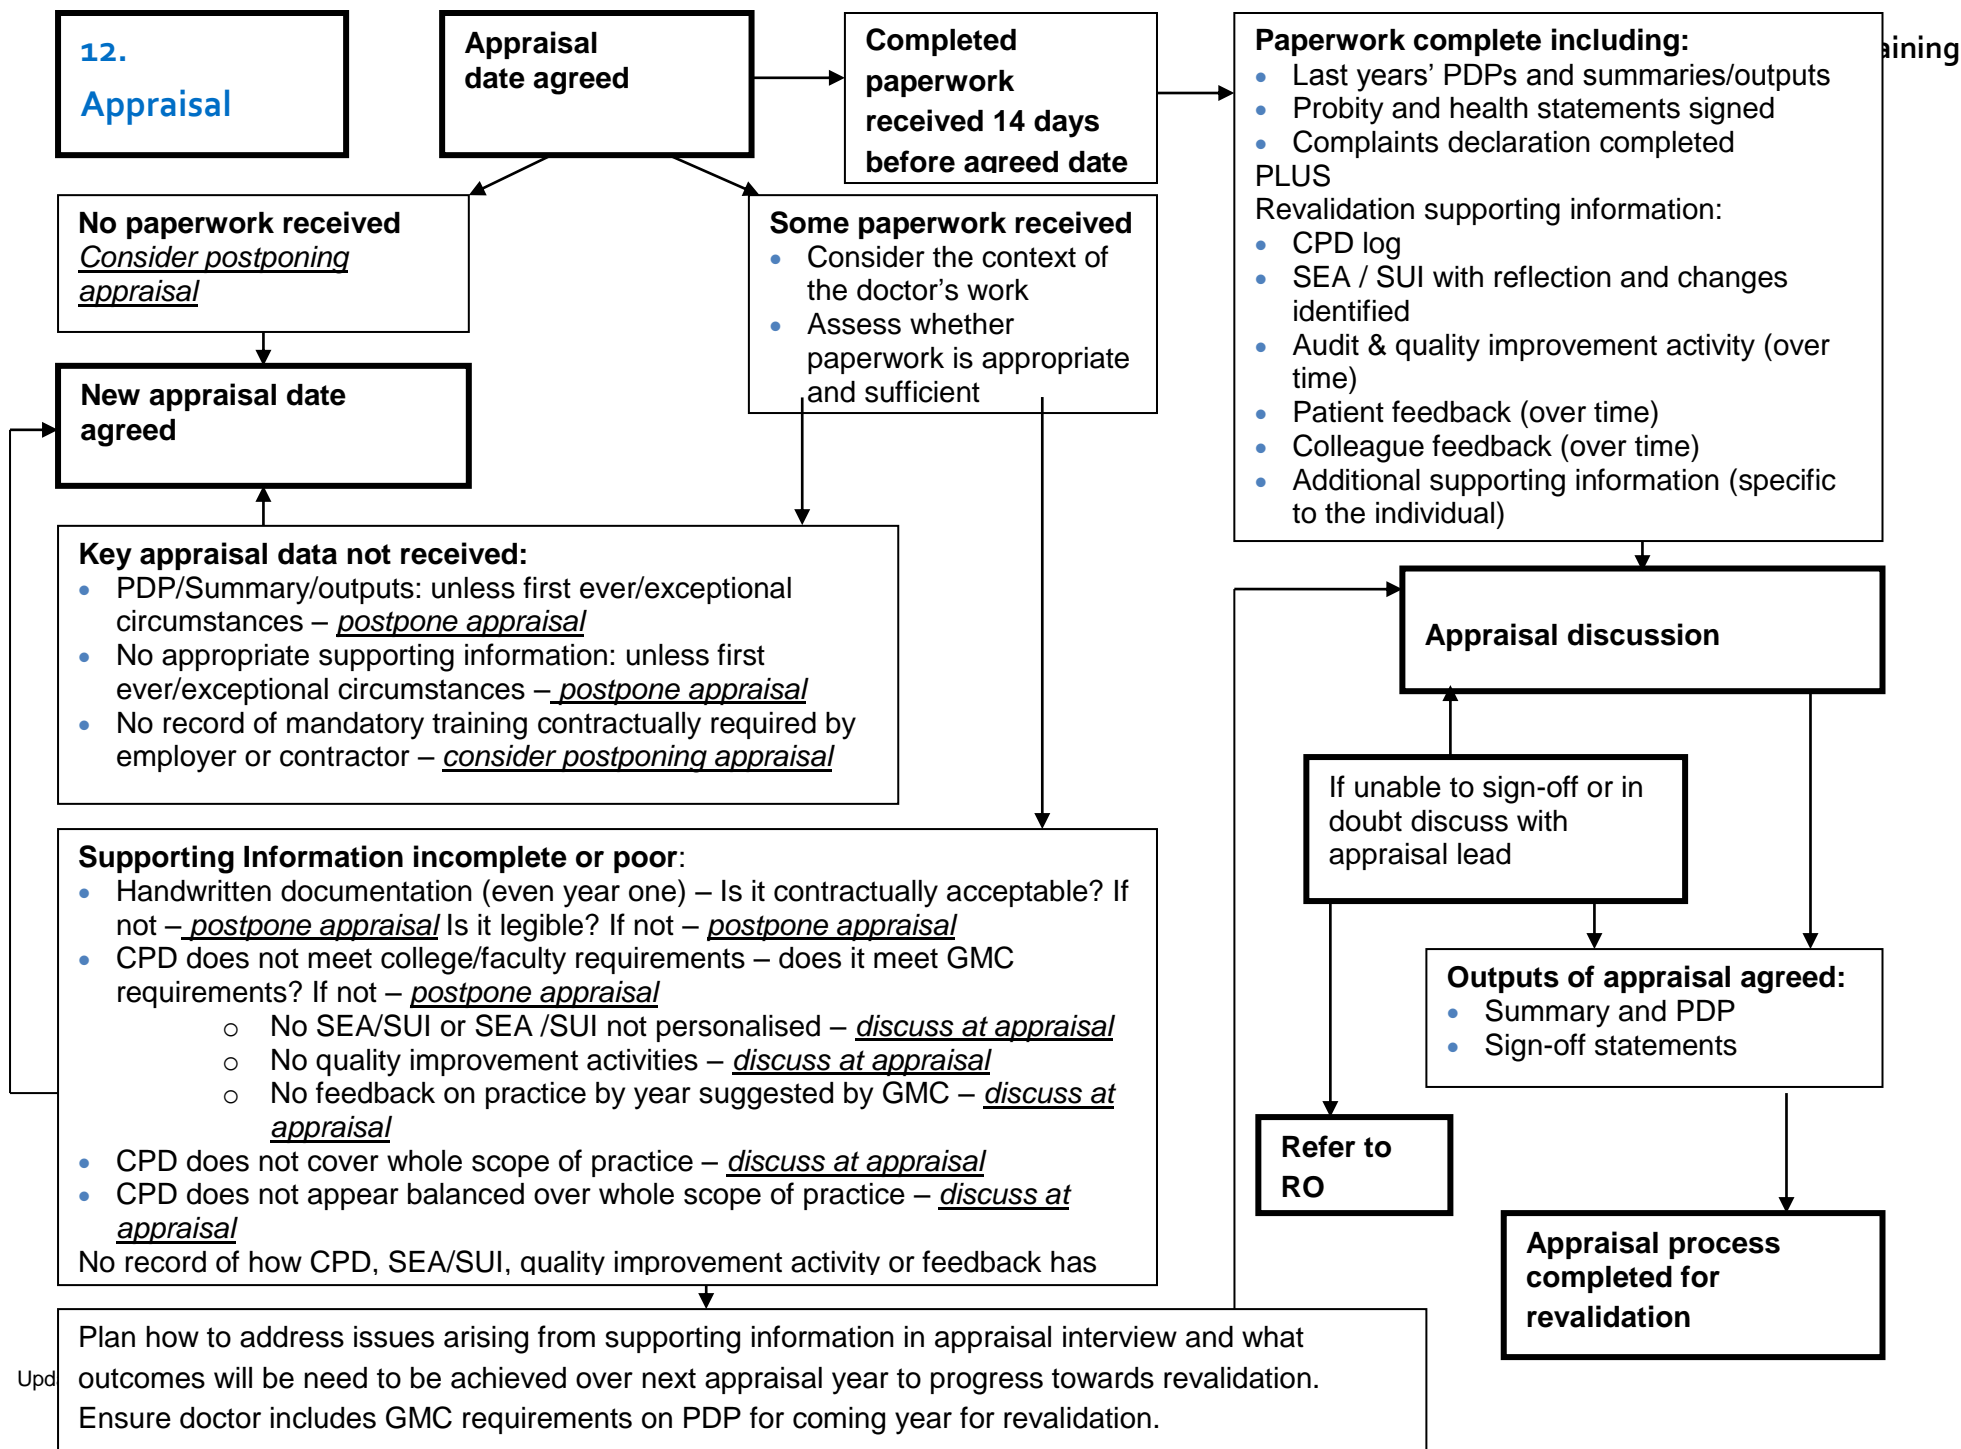 12.
Appraisal
Appraisal
date agreed
Completed
paperwork
received 14 days
before agreed date
Paperwork complete including:
• Last years’ PDPs and summaries/outputs
• Probity and health statements signed
• Complaints declaration completed
PLUS
Revalidation supporting information:
• CPD log
• SEA / SUI with reflection and changes
identified
• Audit & quality improvement activity (over
time)
• Patient feedback (over time)
• Colleague feedback (over time)
• Additional supporting information (specific
to the individual)
aining
No paperwork received
Consider postponing
appraisal
Some paperwork received
• Consider the context of
the doctor’s work
• Assess whether
paperwork is appropriate
and sufficient
New appraisal date
agreed
Key appraisal data not received:
• PDP/Summary/outputs: unless first ever/exceptional
circumstances – postpone appraisal
• No appropriate supporting information: unless first
ever/exceptional circumstances – postpone appraisal
• No record of mandatory training contractually required by
employer or contractor – consider postponing appraisal
Appraisal discussion
If unable to sign-off or in
doubt discuss with
appraisal lead
Supporting Information incomplete or poor:
• Handwritten documentation (even year one) – Is it contractually acceptable? If
not – postpone appraisal Is it legible? If not – postpone appraisal
• CPD does not meet college/faculty requirements – does it meet GMC
requirements? If not – postpone appraisal
o No SEA/SUI or SEA /SUI not personalised – discuss at appraisal
o No quality improvement activities – discuss at appraisal
o No feedback on practice by year suggested by GMC – discuss at
appraisal
• CPD does not cover whole scope of practice – discuss at appraisal
• CPD does not appear balanced over whole scope of practice – discuss at
appraisal
No record of how CPD, SEA/SUI, quality improvement activity or feedback has
Outputs of appraisal agreed:
• Summary and PDP
• Sign-off statements
Refer to
RO
Appraisal process
completed for
revalidation
Plan how to address issues arising from supporting information in appraisal interview and what
outcomes will be need to be achieved over next appraisal year to progress towards revalidation.
Ensure doctor includes GMC requirements on PDP for coming year for revalidation.
Upd